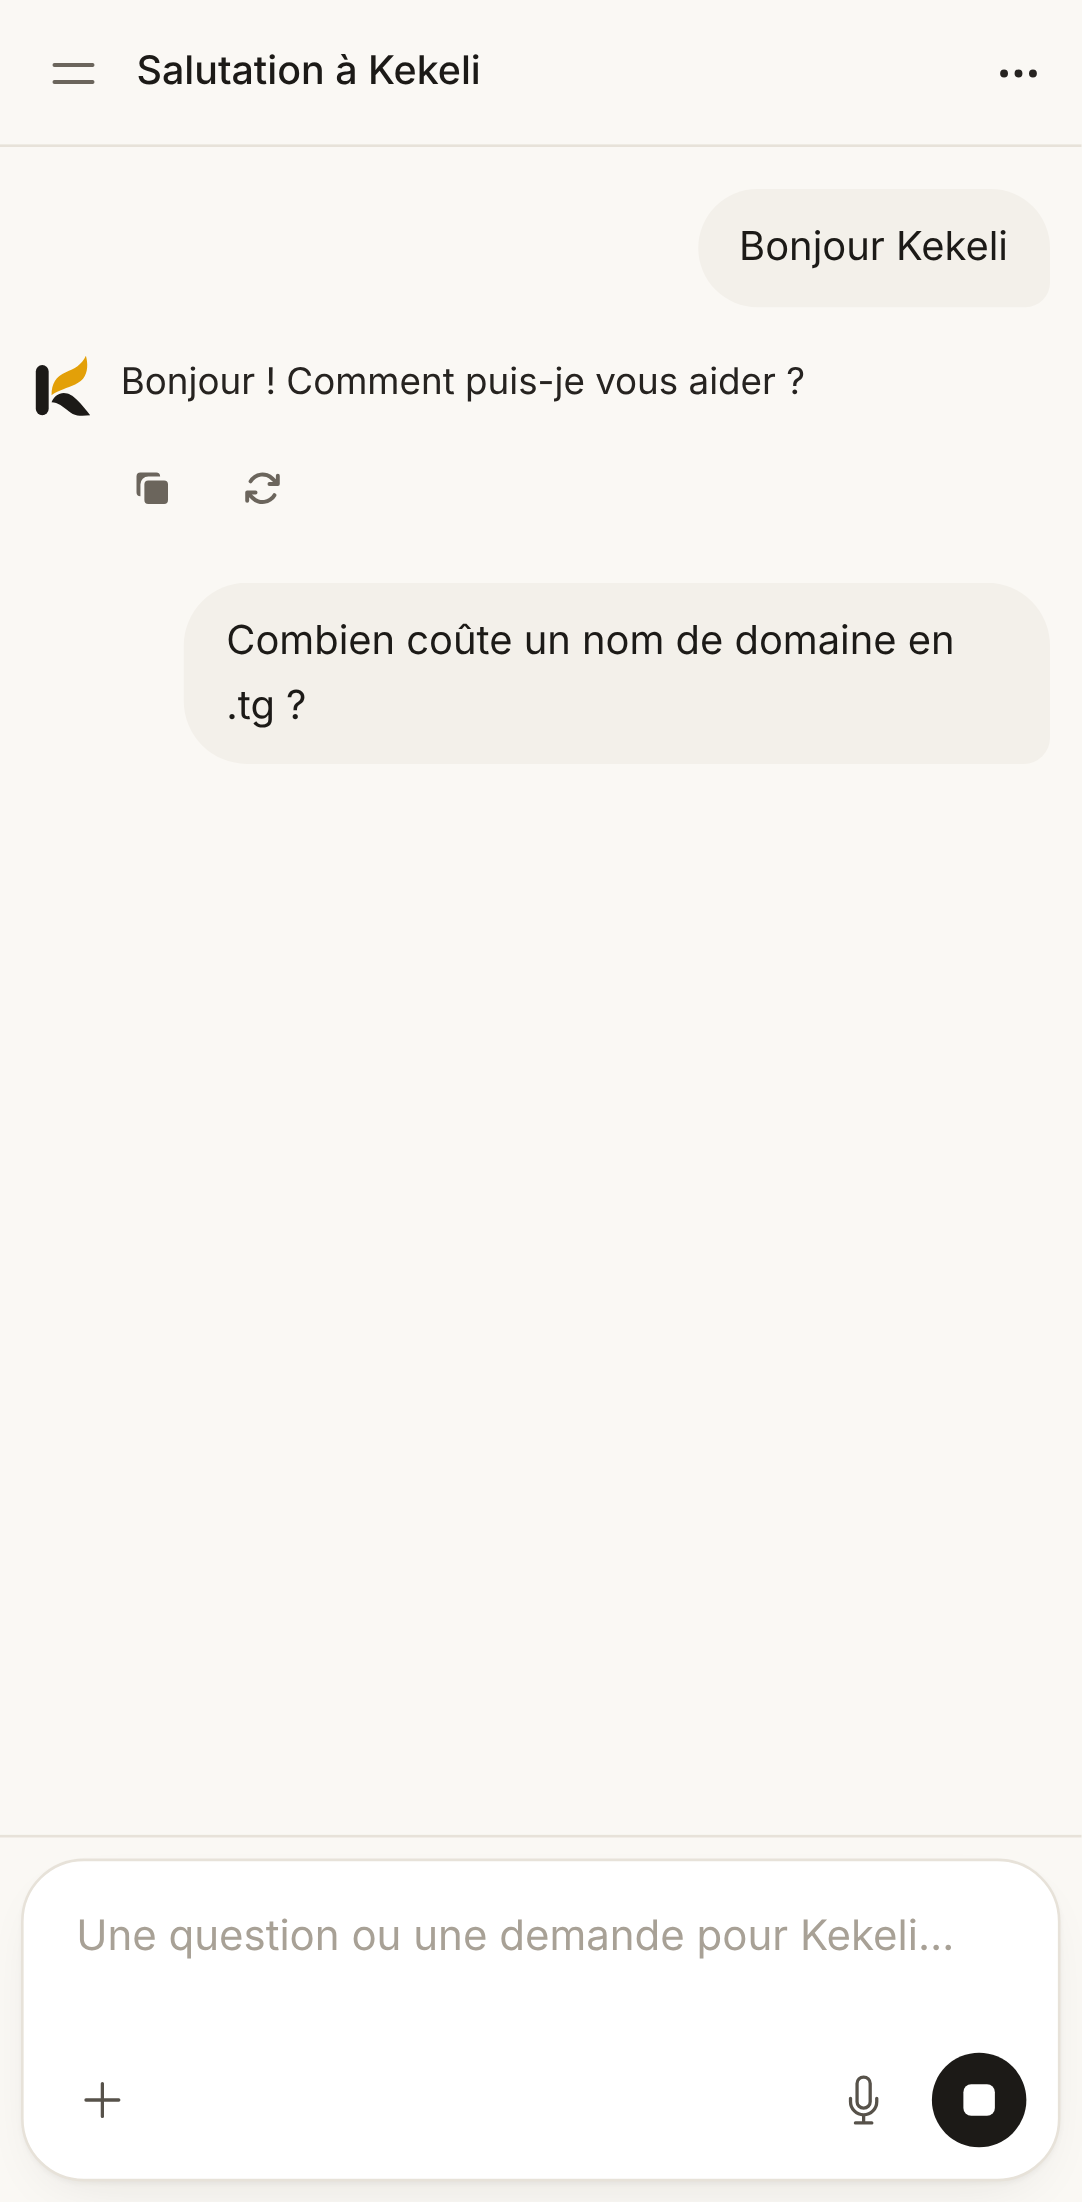 Salutation à Kekeli
Bonjour Kekeli
Bonjour ! Comment puis-je vous aider ?
Combien coûte un nom de domaine en
.tg ?
Une question ou une demande pour Kekeli...